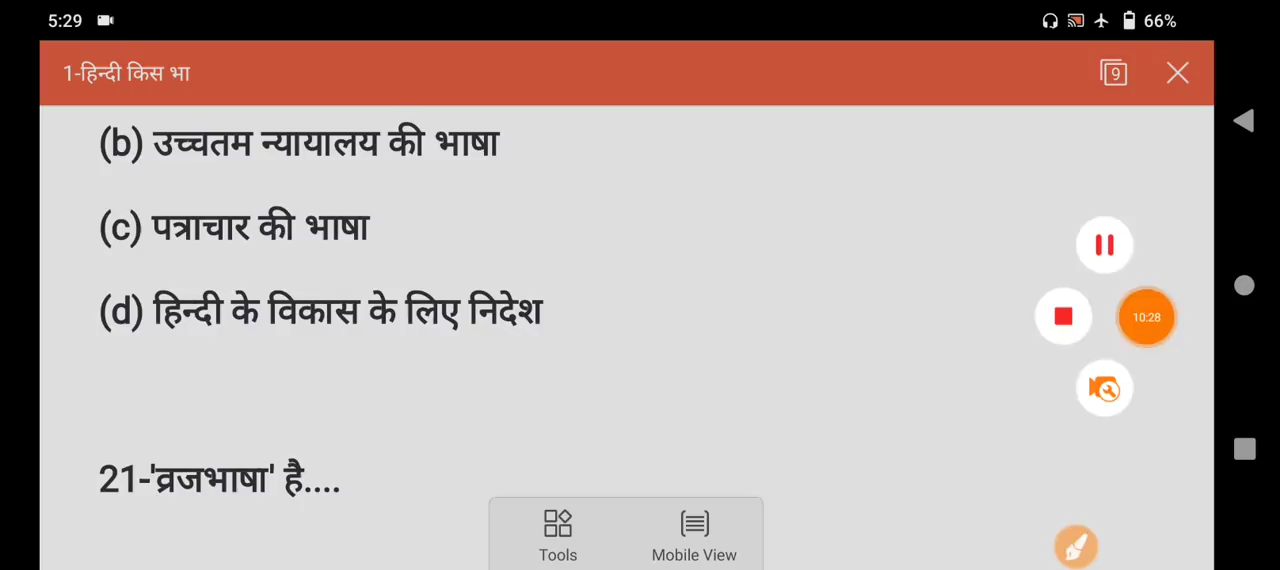 5:29
66%
1-हिन्दी किस भा
9
(b) उच्चतम न्यायालय की भाषा
(c) पत्राचार की भाषा
(d) हिन्दी के विकास के लिए निदेश
10:28
21-'व्रजभाषा' है....
Tools
Mobile View